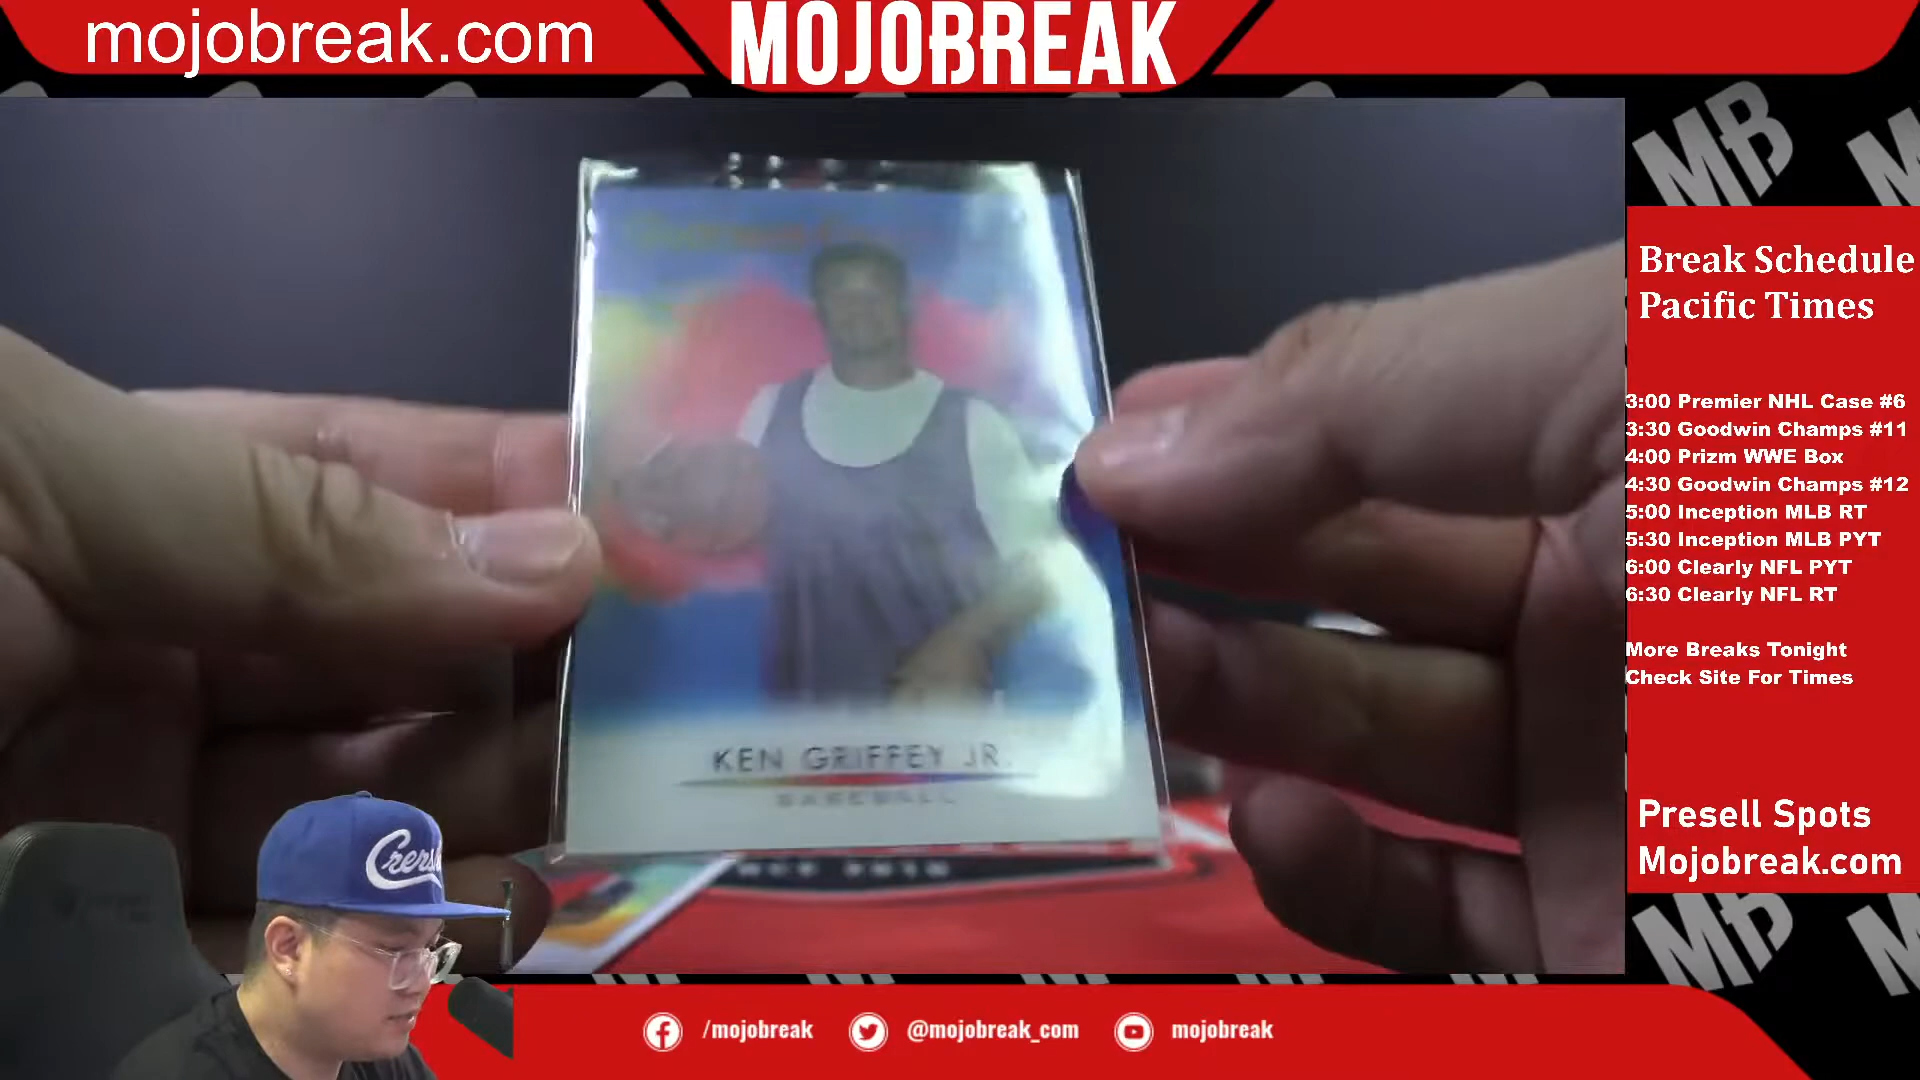 mojobreak.com
MOJOBREAK
Break Schedule
Pacific Times
3:00 Premier NHL Case #6
3:30 Goodwin Champs #11
4:00 Prizm WWE Box
4:30 Goodwin Champs #12
5:00 Inception MLB RT
5:30 Inception MLB PYT
6:00 Clearly NFL PYT
6:30 Clearly NFL RT
More Breaks Tonight
Check Site For Times
Presell Spots
Mojobreak.com
KEN GRIFFEY JR.
BASEBALL
/mojobreak
@mojobreak_com
mojobreak
MB
MB